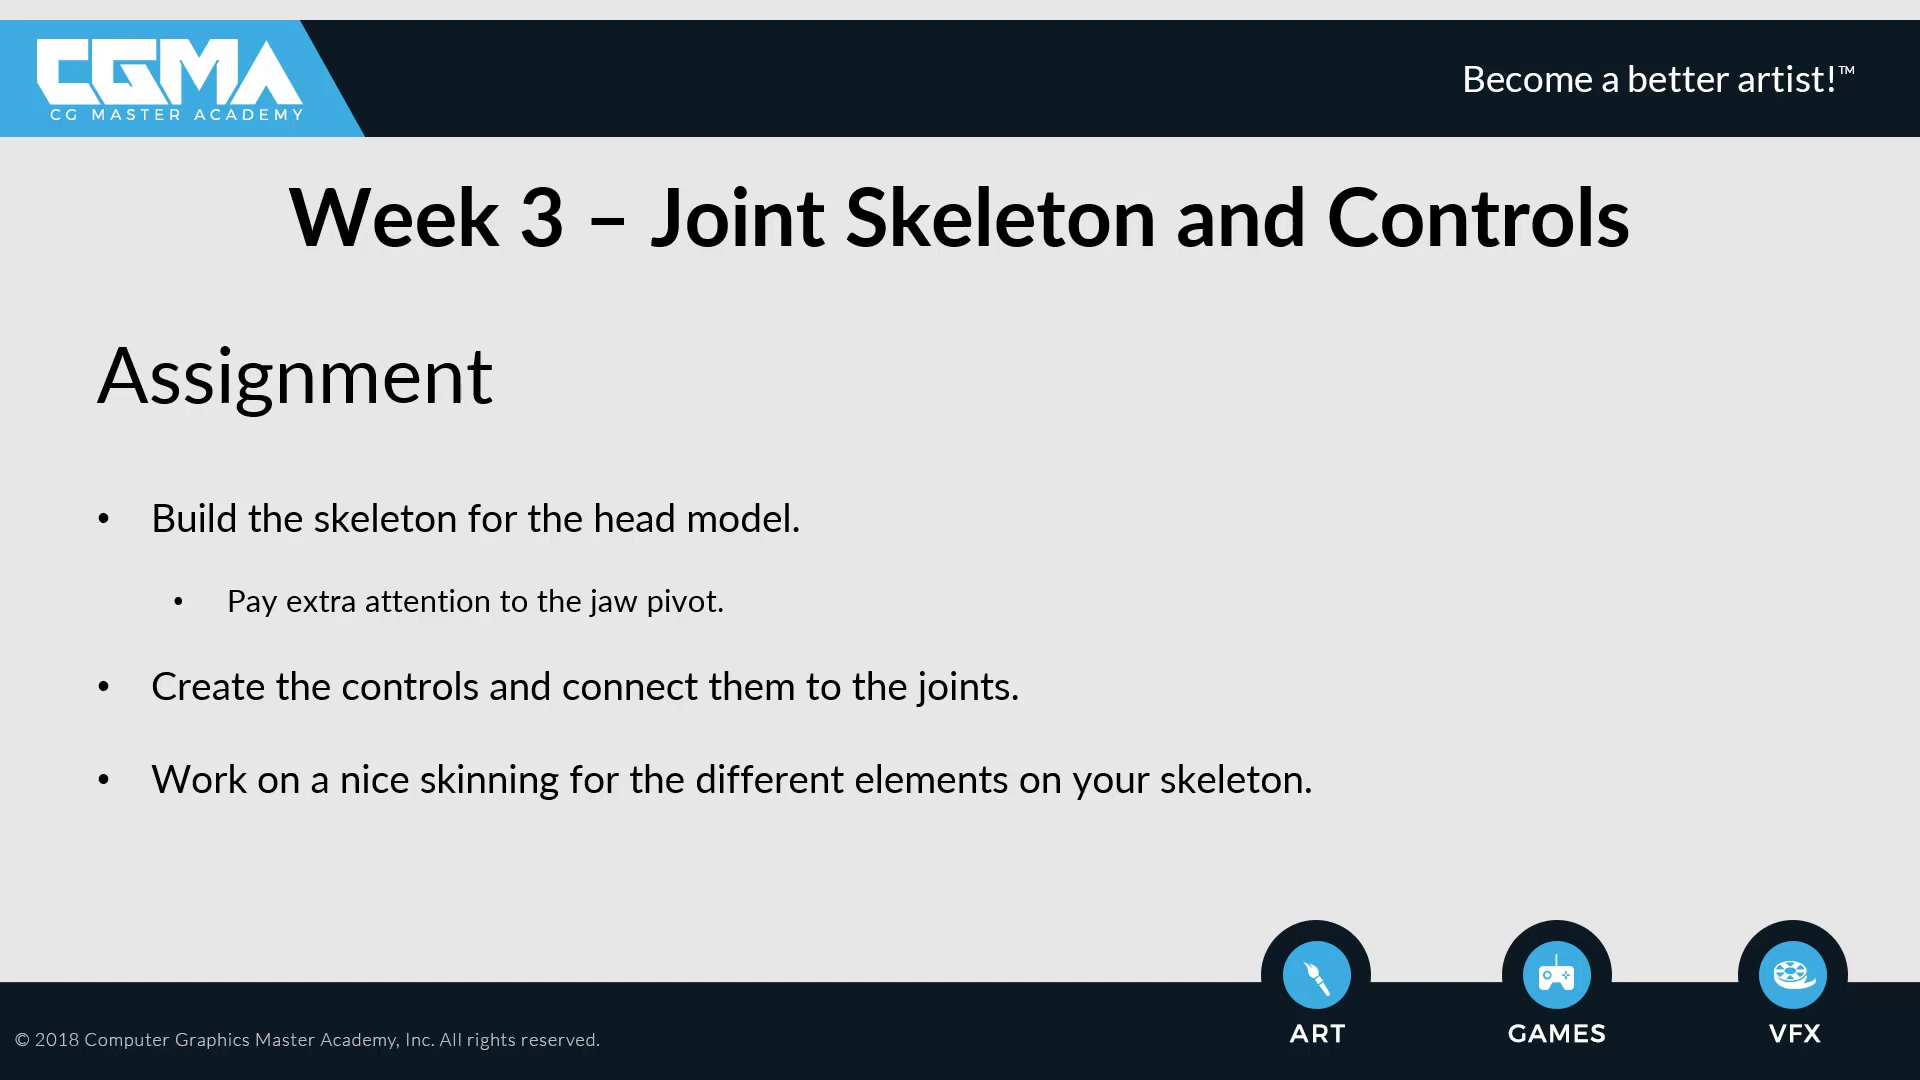 CGMA
CG MASTER ACADEMY
Become a better artist!™
Week 3 – Joint Skeleton and Controls
Assignment
• Build the skeleton for the head model.
• Pay extra attention to the jaw pivot.
• Create the controls and connect them to the joints.
• Work on a nice skinning for the different elements on your skeleton.
© 2018 Computer Graphics Master Academy, Inc. All rights reserved.
ART GAMES VFX